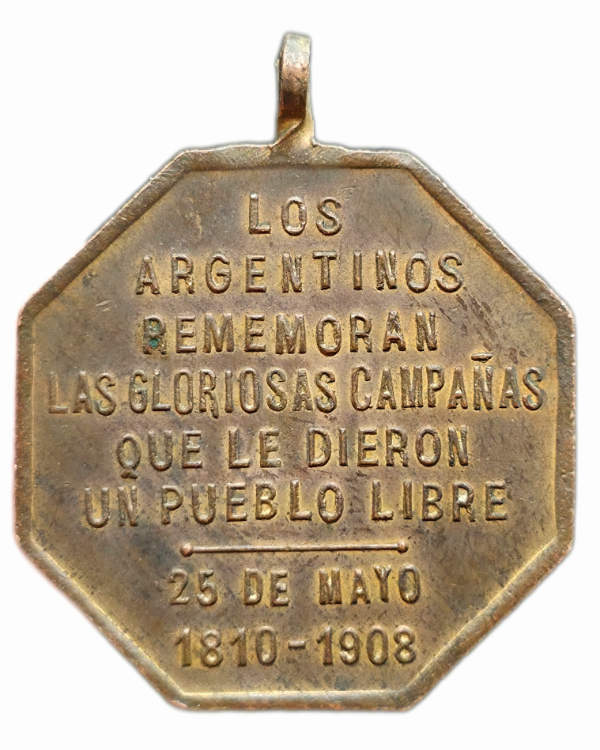 LOS
ARGENTINOS
REMEMORAN
LAS GLORIOSAS CAMPAÑAS
QUE LE DIERON
UN PUEBLO LIBRE
25 DE MAYO
1810-1908